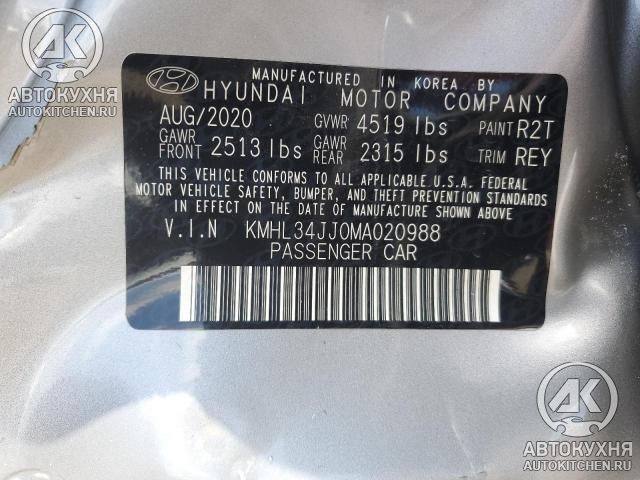 АК
АВТОКУХНЯ
AUTOKITCHEN.RU
MANUFACTURED IN KOREA BY
HYUNDAI MOTOR COMPANY
AUG/2020 GVWR 4519 lbs PAINT R2T
GAWR FRONT 2513 lbs GAWR REAR 2315 lbs TRIM REY
THIS VEHICLE CONFORMS TO ALL APPLICABLE U.S.A. FEDERAL
MOTOR VEHICLE SAFETY, BUMPER, AND THEFT PREVENTION STANDARDS
IN EFFECT ON THE DATE OF MANUFACTURE SHOWN ABOVE
V.I.N KMHL34JJ0MA020988
PASSENGER CAR
АК
АВТОКУХНЯ
AUTOKITCHEN.RU